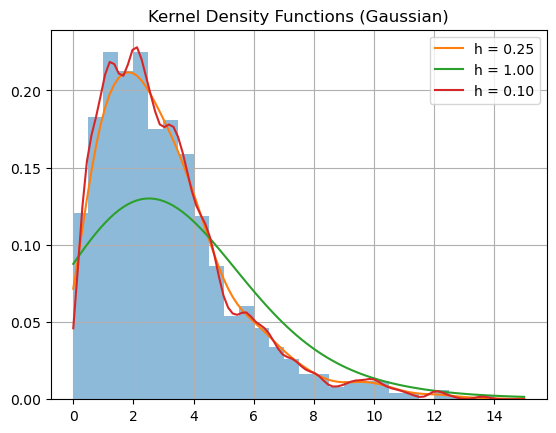 Kernel Density Functions (Gaussian)
h = 0.25
h = 1.00
h = 0.10
0.20
0.15
0.10
0.05
0.00
0 2 4 6 8 10 12 14